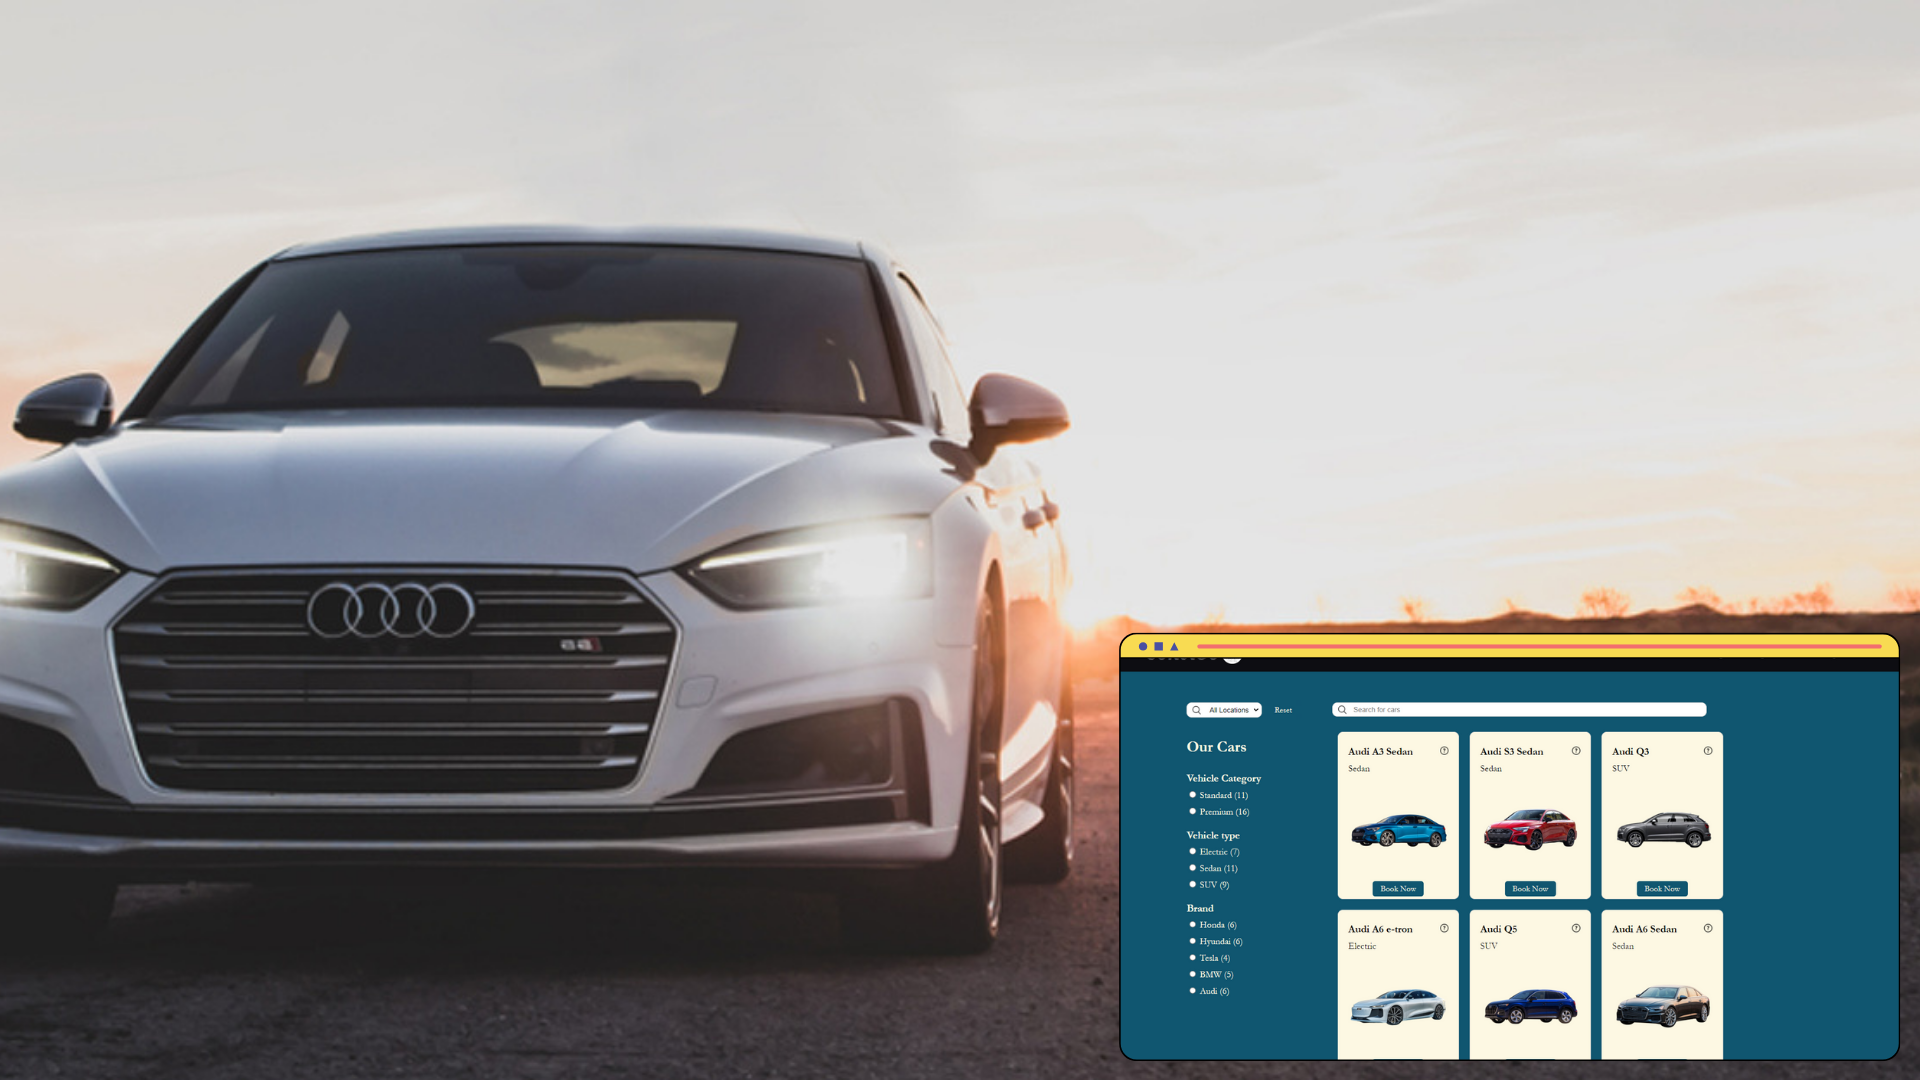 All Locations
Reset
Search for cars
Our Cars
Vehicle Category
Standard (11)
Premium (16)
Vehicle type
Electric (7)
Sedan (11)
SUV (9)
Brand
Honda (6)
Hyundai (6)
Tesla (4)
BMW (5)
Audi (6)
Audi A3 Sedan
Sedan
Book Now
Audi S3 Sedan
Sedan
Book Now
Audi Q3
SUV
Book Now
Audi A6 e-tron
Electric
Audi Q5
SUV
Audi A6 Sedan
Sedan